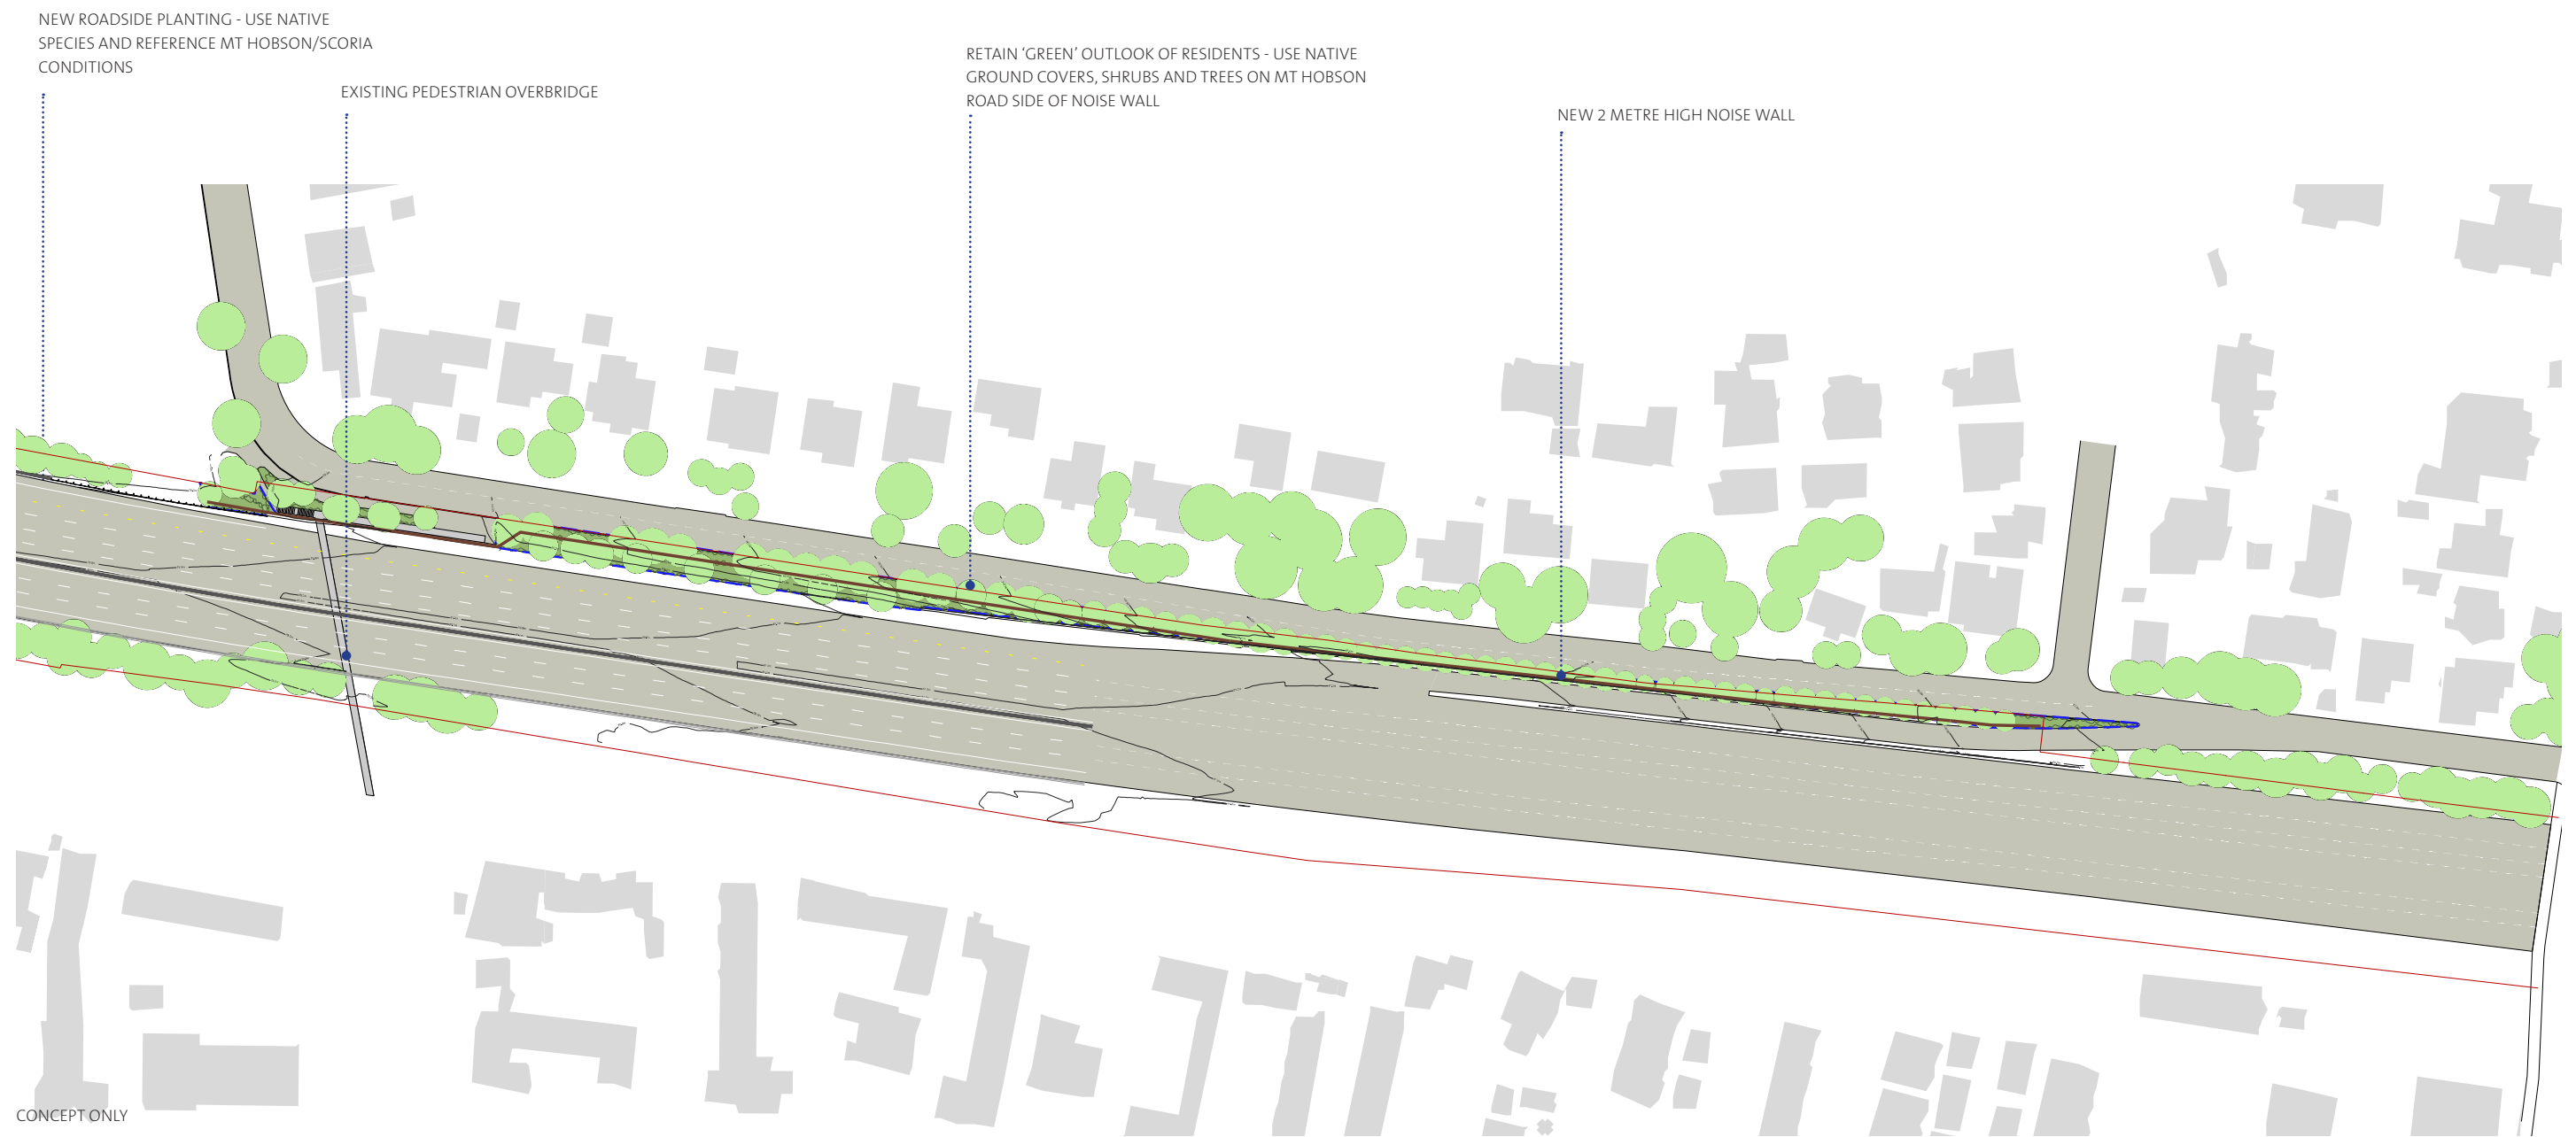 NEW ROADSIDE PLANTING - USE NATIVE
SPECIES AND REFERENCE MT HOBSON/SCORIA
CONDITIONS
EXISTING PEDESTRIAN OVERBRIDGE
RETAIN ‘GREEN’ OUTLOOK OF RESIDENTS - USE NATIVE
GROUND COVERS, SHRUBS AND TREES ON MT HOBSON
ROAD SIDE OF NOISE WALL
NEW 2 METRE HIGH NOISE WALL
CONCEPT ONLY